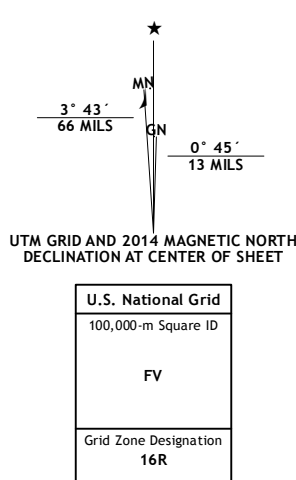 MN
3° 43´
66 MILS
GN
0° 45´
13 MILS
UTM GRID AND 2014 MAGNETIC NORTH
DECLINATION AT CENTER OF SHEET
U.S. National Grid
100,000-m Square ID
FV
Grid Zone Designation
16R